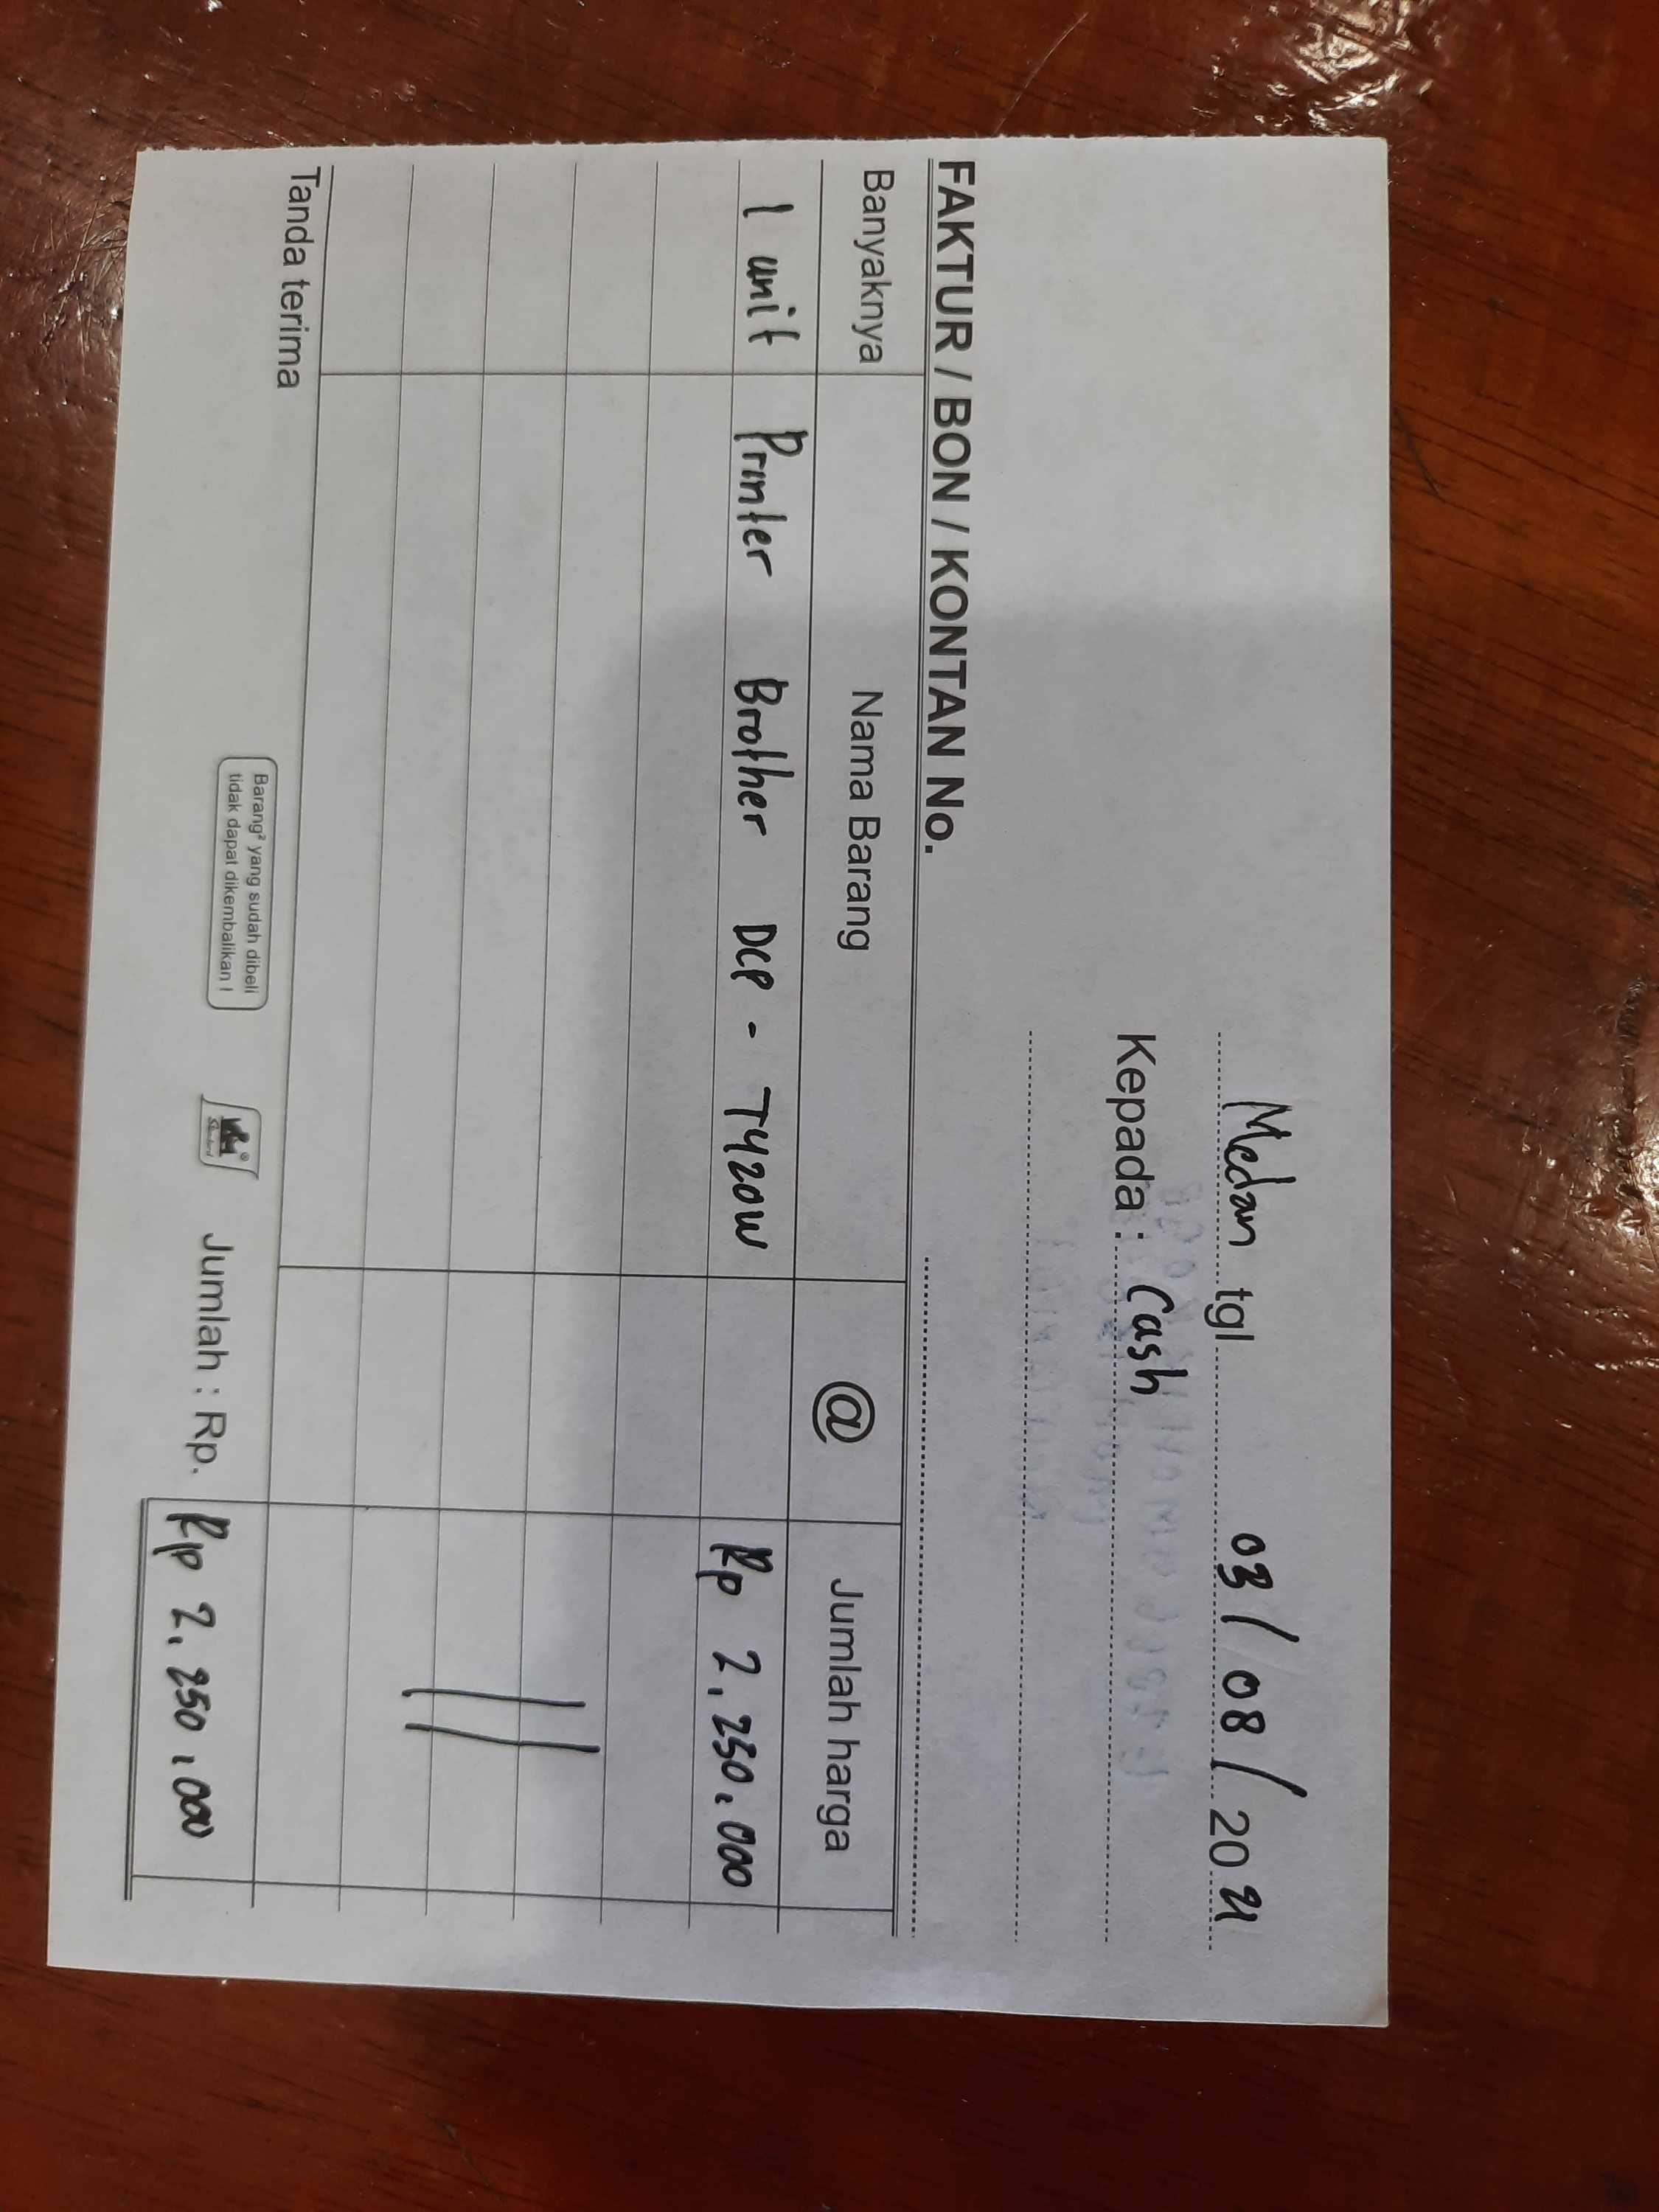 Medan tgl 03/08/2021
Kepada : Cash
FAKTUR / BON / KONTAN No.
Banyaknya Nama Barang @ Jumlah harga
1 unit Printer Brother DCP - T420W Rp 2.250.000
Tanda terima
Barang² yang sudah dibeli
tidak dapat dikembalikan !
Jumlah : Rp. Rp 2.250.000